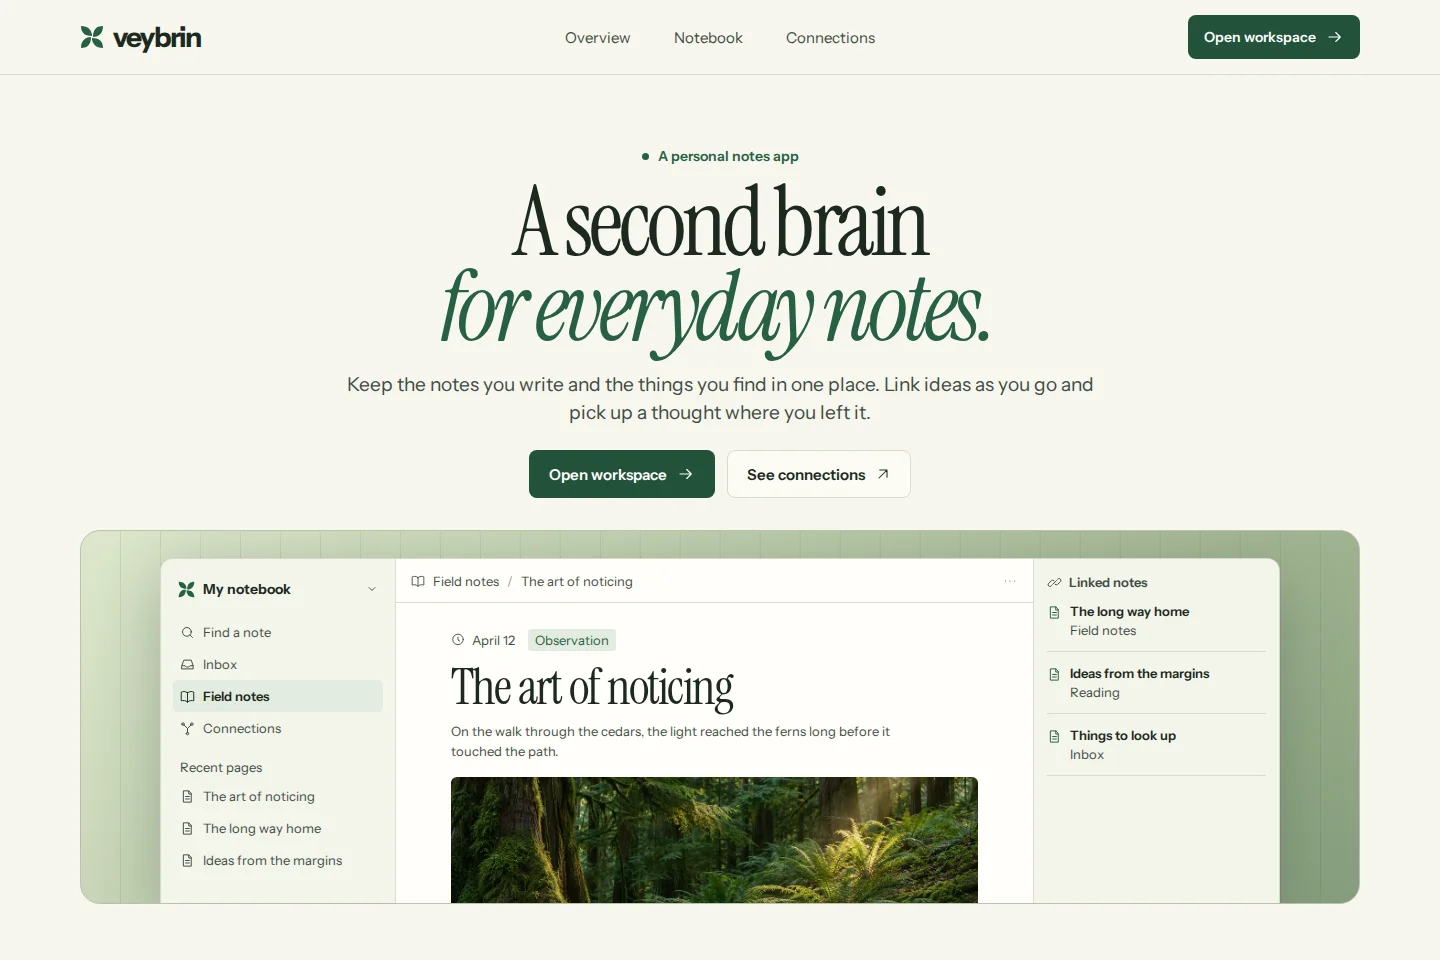 veybrin
Overview
Notebook
Connections
Open workspace
A personal notes app
A second brain
for everyday notes.
Keep the notes you write and the things you find in one place. Link ideas as you go and
pick up a thought where you left it.
Open workspace
See connections
My notebook
Find a note
Inbox
Field notes
Connections
Recent pages
The art of noticing
The long way home
Ideas from the margins
Field notes / The art of noticing
April 12
Observation
The art of noticing
On the walk through the cedars, the light reached the ferns long before it
touched the path.
Linked notes
The long way home
Field notes
Ideas from the margins
Reading
Things to look up
Inbox